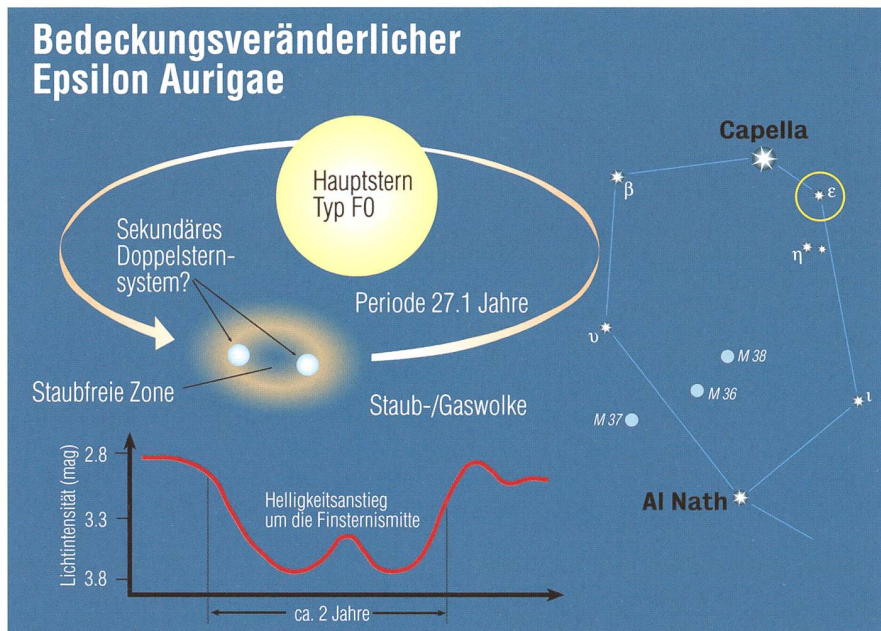 Bedeckungsveränderlicher
Epsilon Aurigae
Hauptstern
Typ F0
Sekundäres
Doppelstern-
system?
Periode 27.1 Jahre
Staubfreie Zone
Staub-/Gaswolke
Capella
β
ε
η
υ
M 38
M 36
M 37
ι
Al Nath
Lichtintensität (mag)
2.8
3.3
3.8
Helligkeitsanstieg
um die Finsternismitte
ca. 2 Jahre